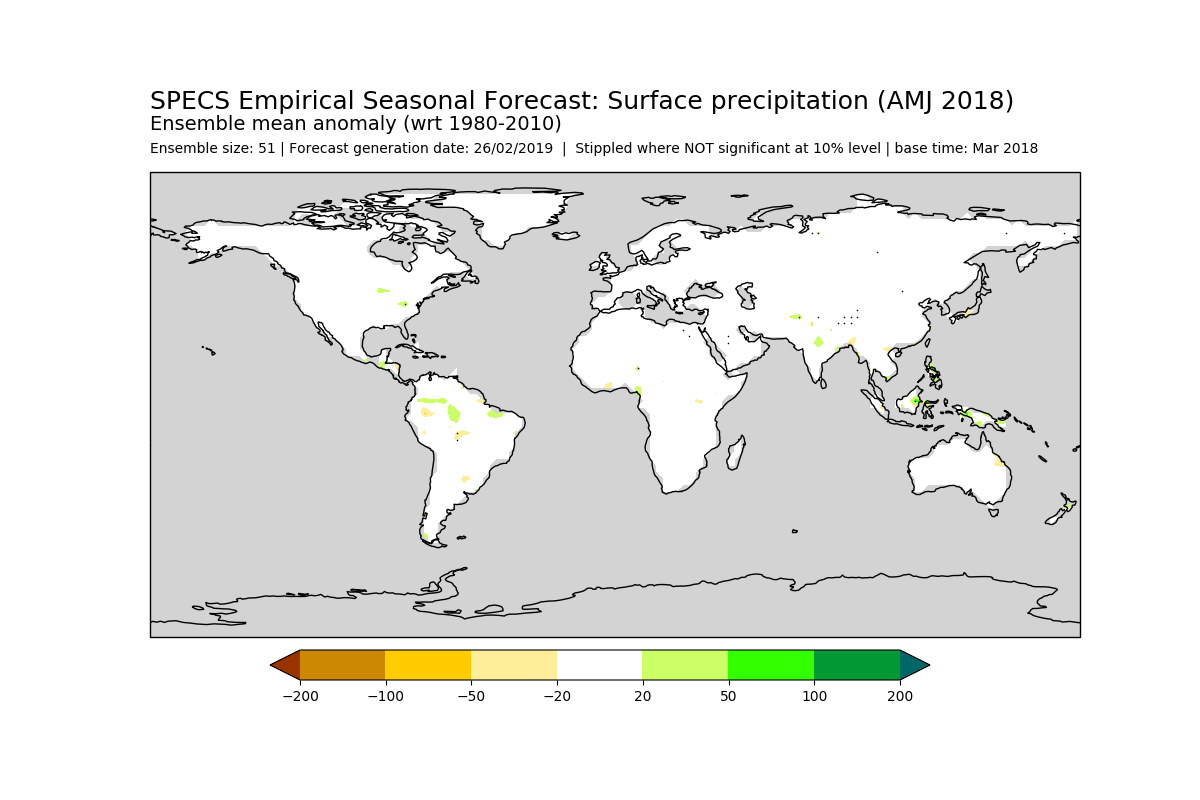 SPECS Empirical Seasonal Forecast: Surface precipitation (AMJ 2018)
Ensemble mean anomaly (wrt 1980-2010)
Ensemble size: 51 | Forecast generation date: 26/02/2019  |  Stippled where NOT significant at 10% level | base time: Mar 2018
−200 −100 −50 −20 20 50 100 200